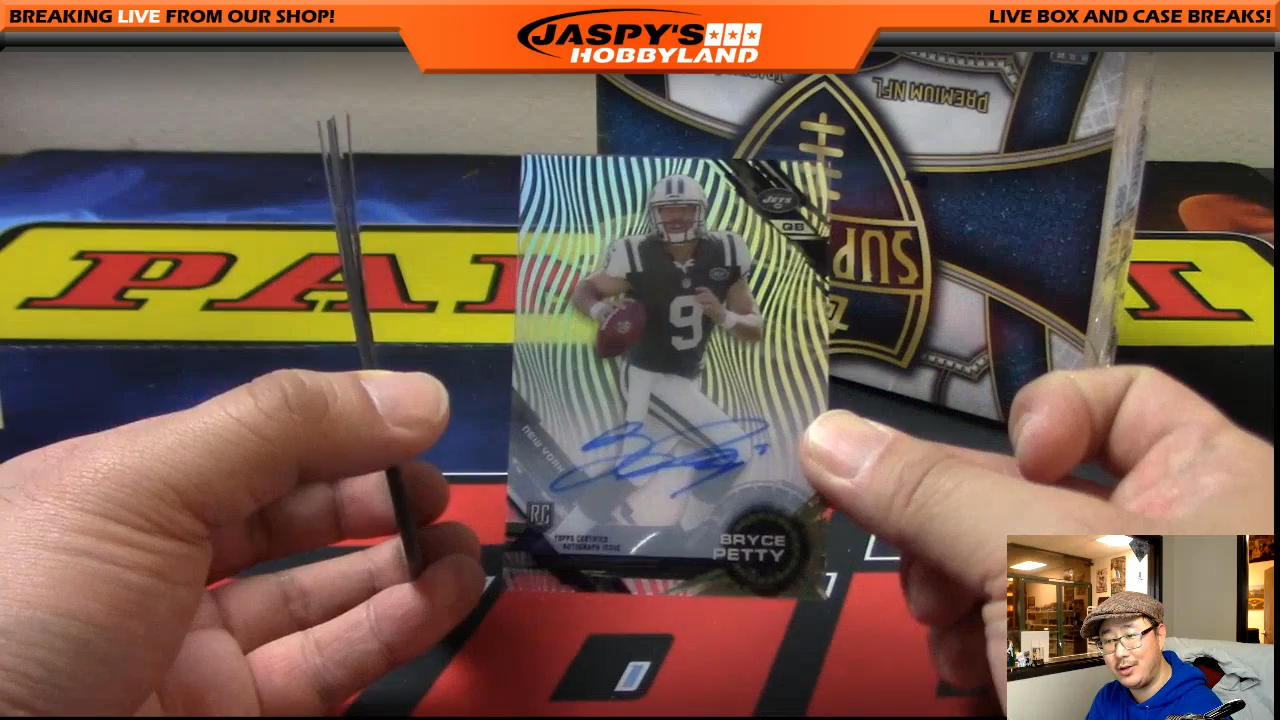 BREAKING LIVE FROM OUR SHOP!
JASPY'S
HOBBYLAND
LIVE BOX AND CASE BREAKS!
PREMIUM NFL
PA
I
SUP
JETS
QB
9
NEW YORK
RC
TOPPS CERTIFIED
AUTOGRAPH ISSUE
BRYCE
PETTY